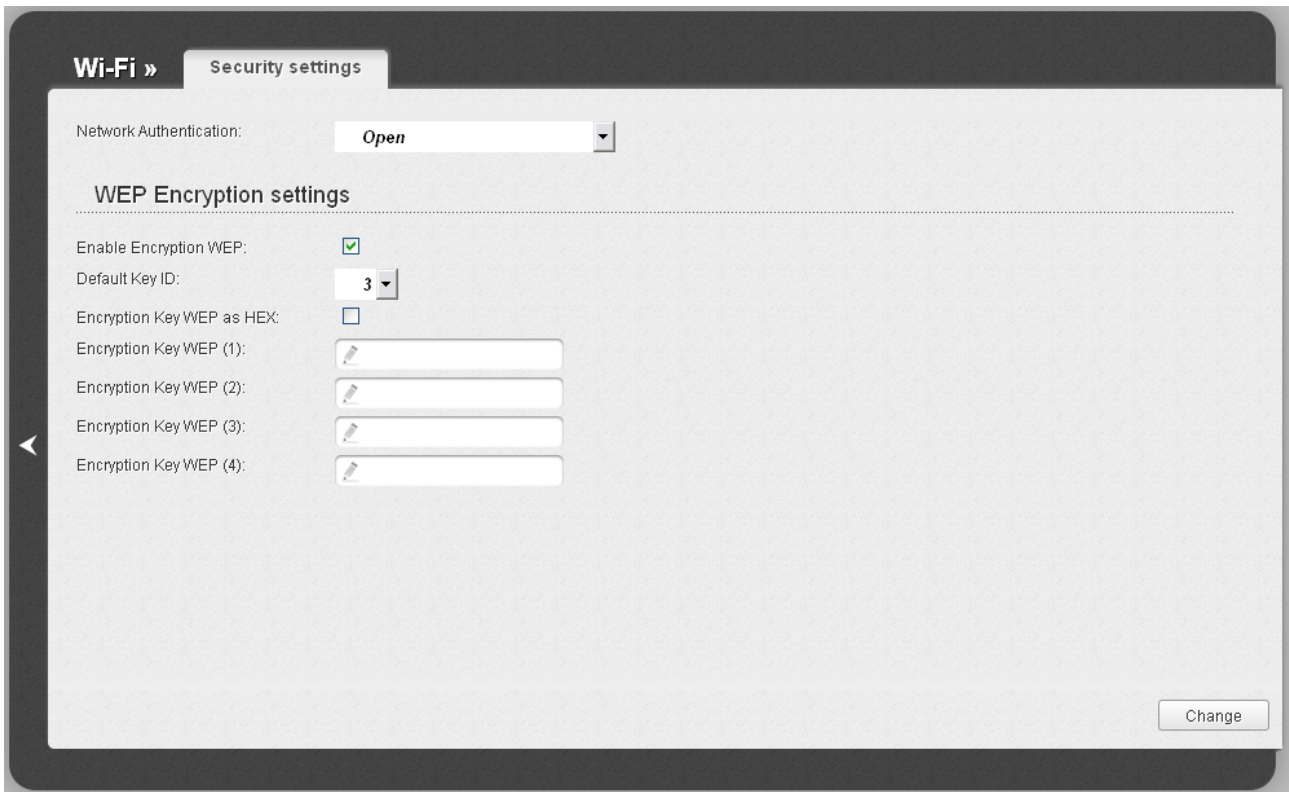 Wi-Fi » Security settings
Network Authentication: Open
WEP Encryption settings
Enable Encryption WEP:
Default Key ID: 3
Encryption Key WEP as HEX:
Encryption Key WEP (1):
Encryption Key WEP (2):
Encryption Key WEP (3):
Encryption Key WEP (4):
Change